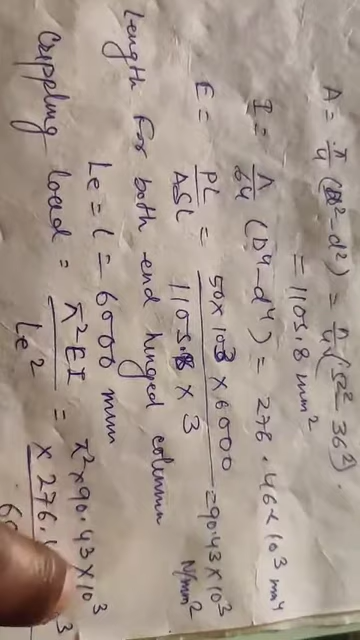 A = π/4 (D² - d²) = π/4 (52² - 36²)
= 1105.8 mm²
I = π/64 (D⁴ - d⁴) = 276.46 × 10³ mm⁴
E = PL/AδL = 50 × 10³ × 6000 / 1105.8 × 3 = 90.43 × 10³ N/mm²
Length for both end hinged column
Le = l = 6000 mm
Crippling load = π²EI/Le² = π² × 90.43 × 10³ × 276.